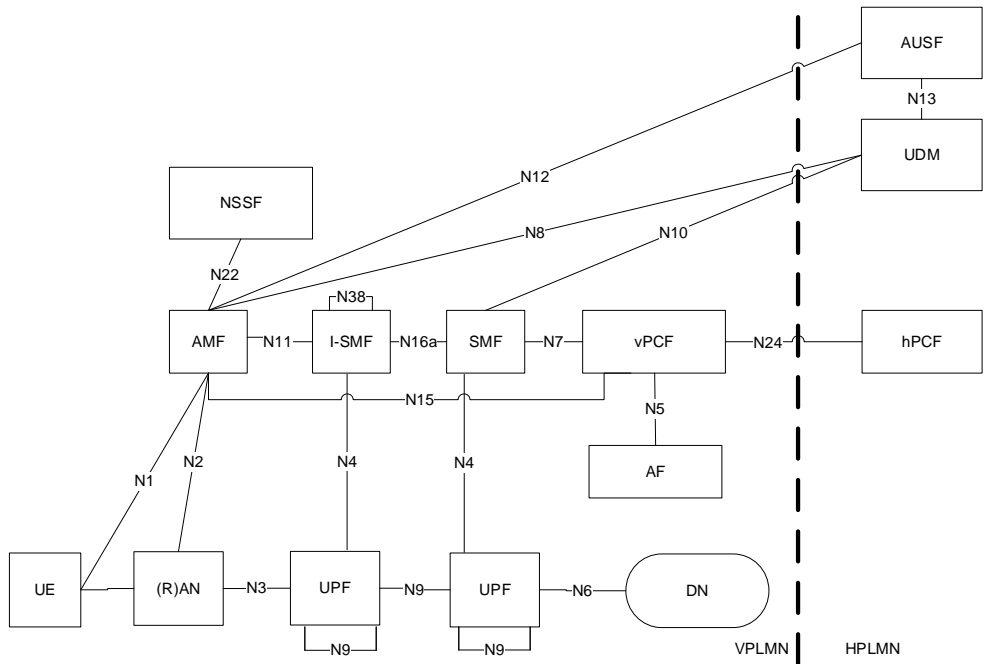 AUSF
N13
UDM
N12
NSSF
N8
N10
N22
N38
AMF
N11
I-SMF
N16a
SMF
N7
vPCF
N24
hPCF
N15
N5
N1
N2
N4
N4
AF
UE
(R)AN
N3
UPF
N9
UPF
N6
DN
N9
N9
VPLMN
HPLMN